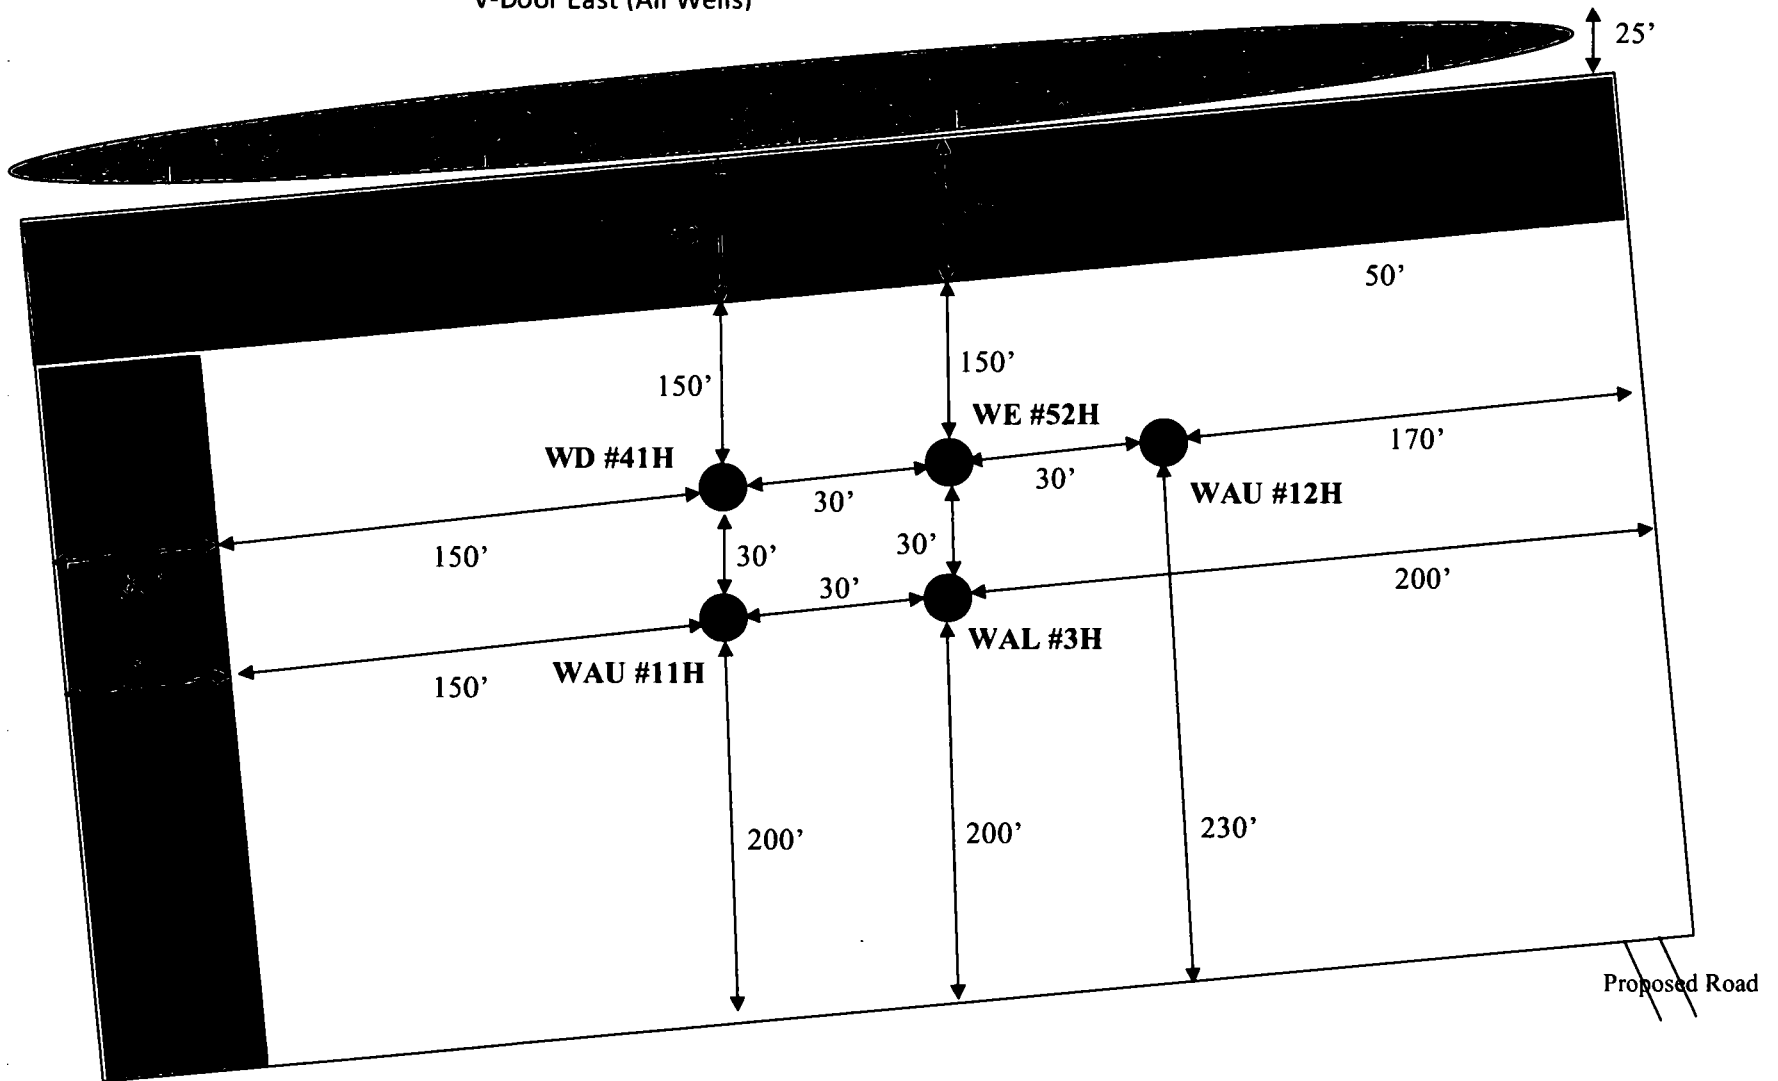 V-Door East (All Wells)
25’
50’
150’
150’
WE #52H
170’
WD #41H
30’
30’
WAU #12H
150’
30’
30’
30’
200’
WAL #3H
WAU #11H
150’
200’
200’
230’
Proposed Road